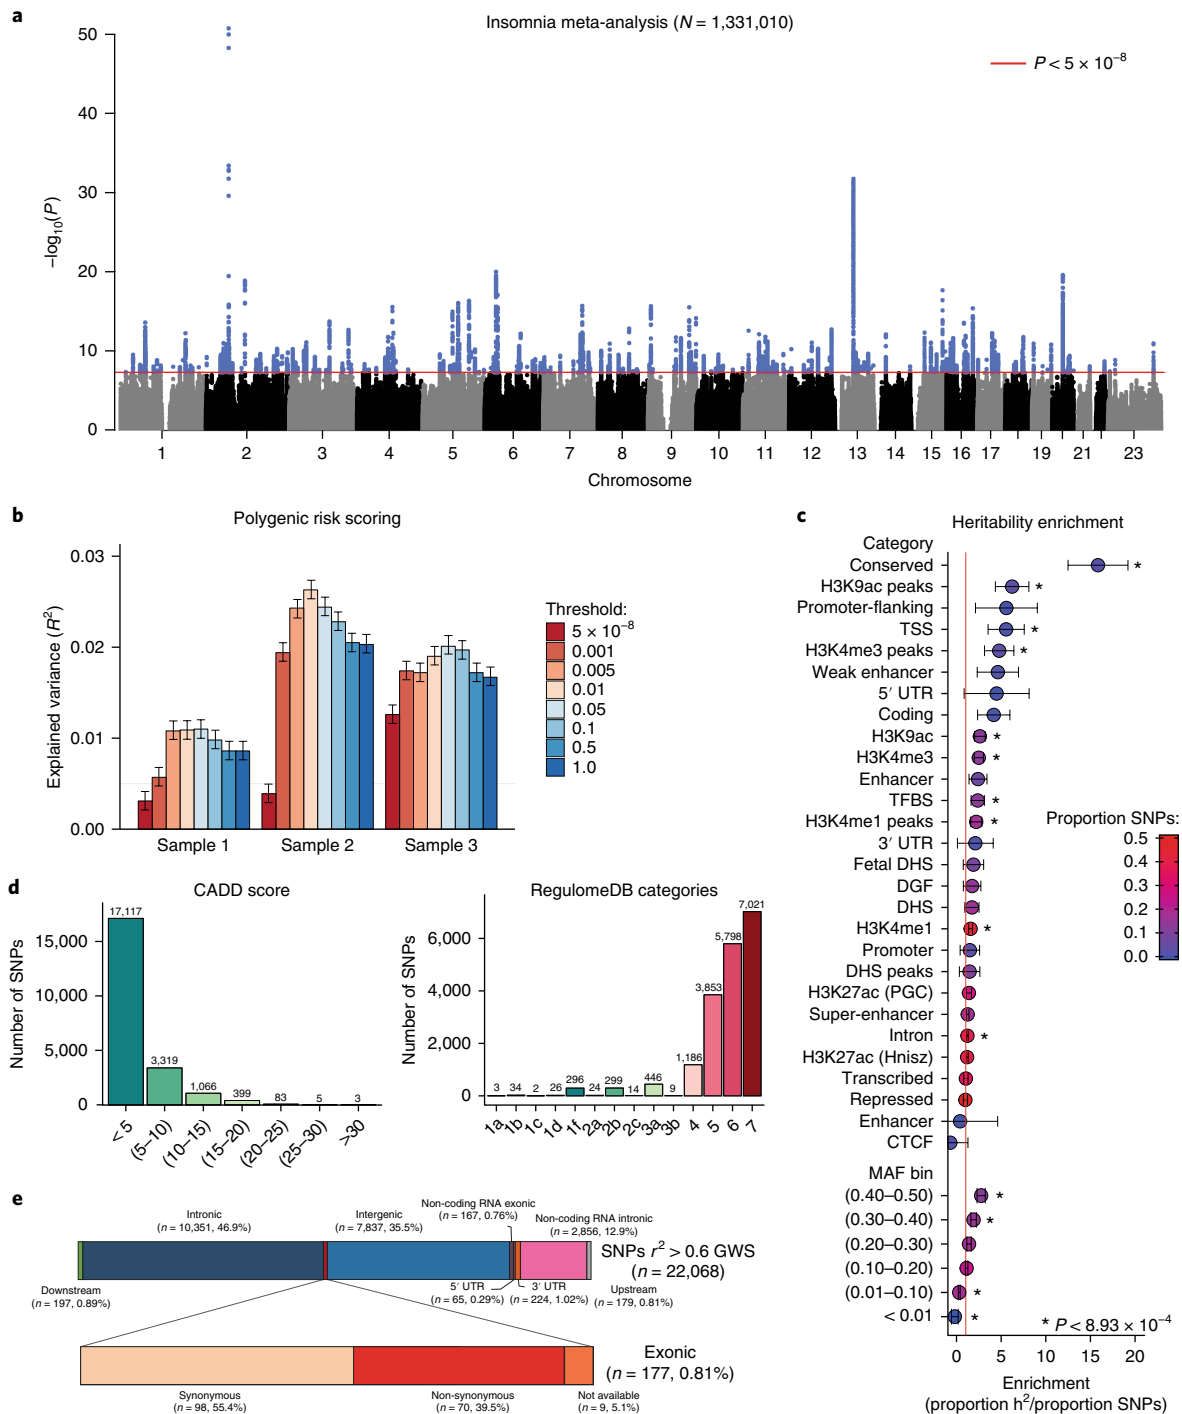 a
Insomnia meta-analysis (N = 1,331,010)
P < 5 × 10⁻⁸
50
40
30
20
10
0
−log₁₀(P)
1 2 3 4 5 6 7 8 9 10 11 12 13 14 15 16 17 19 21 23
Chromosome
b
Polygenic risk scoring
0.03
0.02
0.01
0.00
Explained variance (R²)
Sample 1 Sample 2 Sample 3
Threshold:
5 × 10⁻⁸
0.001
0.005
0.01
0.05
0.1
0.5
1.0
c
Heritability enrichment
Category
Conserved *
H3K9ac peaks *
Promoter-flanking
TSS *
H3K4me3 peaks *
Weak enhancer
5′ UTR
Coding
H3K9ac *
H3K4me3 *
Enhancer
TFBS *
H3K4me1 peaks *
3′ UTR
Fetal DHS
DGF
DHS
H3K4me1 *
Promoter
DHS peaks
H3K27ac (PGC)
Super-enhancer
Intron *
H3K27ac (Hnisz)
Transcribed
Repressed
Enhancer
CTCF
MAF bin
(0.40–0.50) *
(0.30–0.40) *
(0.20–0.30)
(0.10–0.20)
(0.01–0.10) *
< 0.01 *
* P < 8.93 × 10⁻⁴
0 5 10 15 20
Enrichment
(proportion h²/proportion SNPs)
Proportion SNPs:
0.5
0.4
0.3
0.2
0.1
0.0
d
CADD score
Number of SNPs
15,000
10,000
5,000
0
17,117
3,319
1,066
399
83
5
3
< 5
(5–10)
(10–15)
(15–20)
(20–25)
(25–30)
>30
RegulomeDB categories
Number of SNPs
6,000
4,000
2,000
0
3 34 2 26 296 24 299 14 446 9 1,186 3,853 5,798 7,021
1a 1b 1c 1d 1f 2a 2b 2c 3a 3b 4 5 6 7
e
Intronic
(n = 10,351, 46.9%)
Intergenic
(n = 7,837, 35.5%)
Non-coding RNA exonic
(n = 167, 0.76%)
Non-coding RNA intronic
(n = 2,856, 12.9%)
SNPs r² > 0.6 GWS
(n = 22,068)
Downstream
(n = 197, 0.89%)
5′ UTR
(n = 65, 0.29%)
3′ UTR
(n = 224, 1.02%)
Upstream
(n = 179, 0.81%)
Exonic
(n = 177, 0.81%)
Synonymous
(n = 98, 55.4%)
Non-synonymous
(n = 70, 39.5%)
Not available
(n = 9, 5.1%)